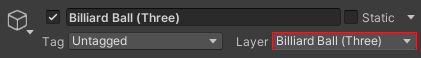 Billiard Ball (Three) Static
Tag Untagged Layer Billiard Ball (Three)